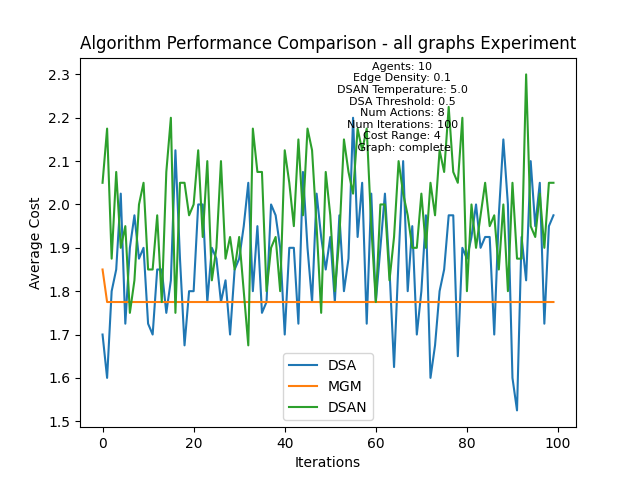 Algorithm Performance Comparison - all graphs Experiment
Agents: 10
Edge Density: 0.1
DSAN Temperature: 5.0
DSA Threshold: 0.5
Num Actions: 8
Num Iterations: 100
Cost Range: 4
Graph: complete
Average Cost
2.3
2.2
2.1
2.0
1.9
1.8
1.7
1.6
1.5
DSA
MGM
DSAN
0 20 40 60 80 100
Iterations